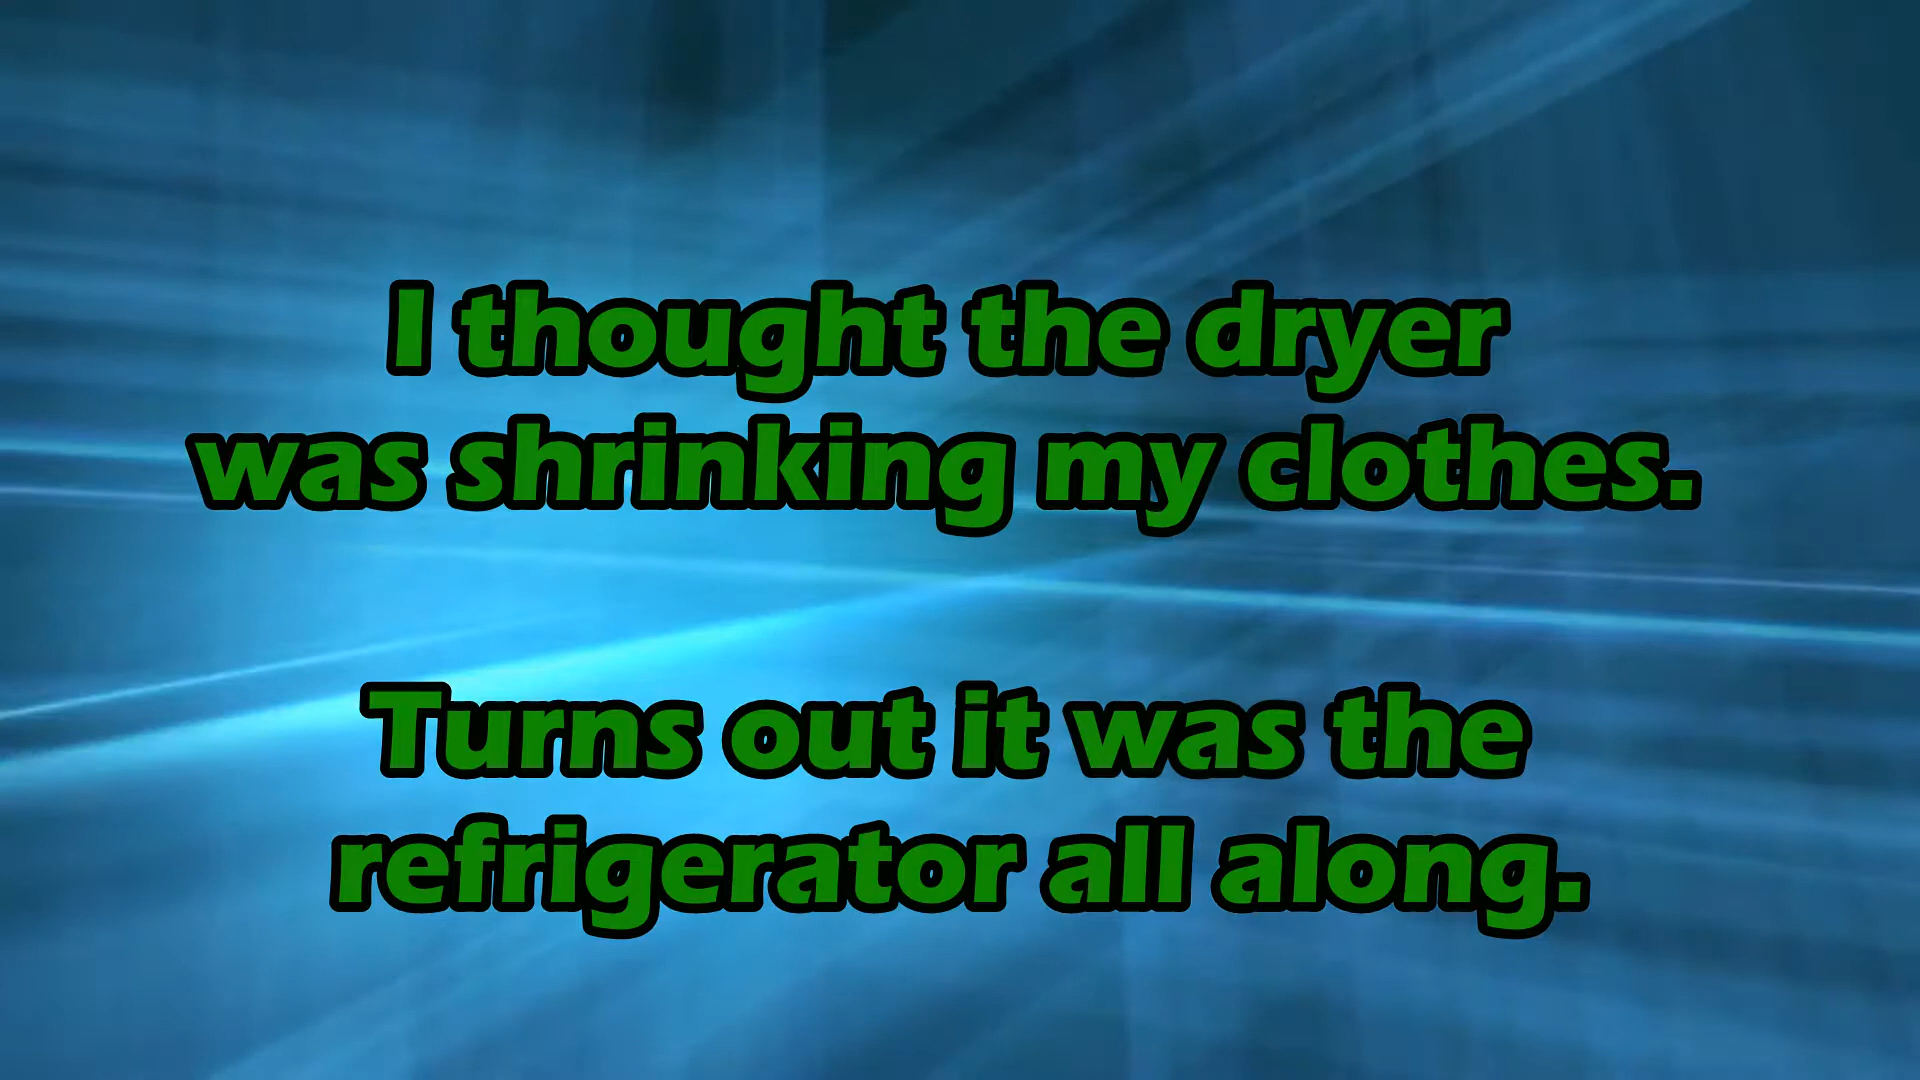 I thought the dryer
was shrinking my clothes.
Turns out it was the
refrigerator all along.